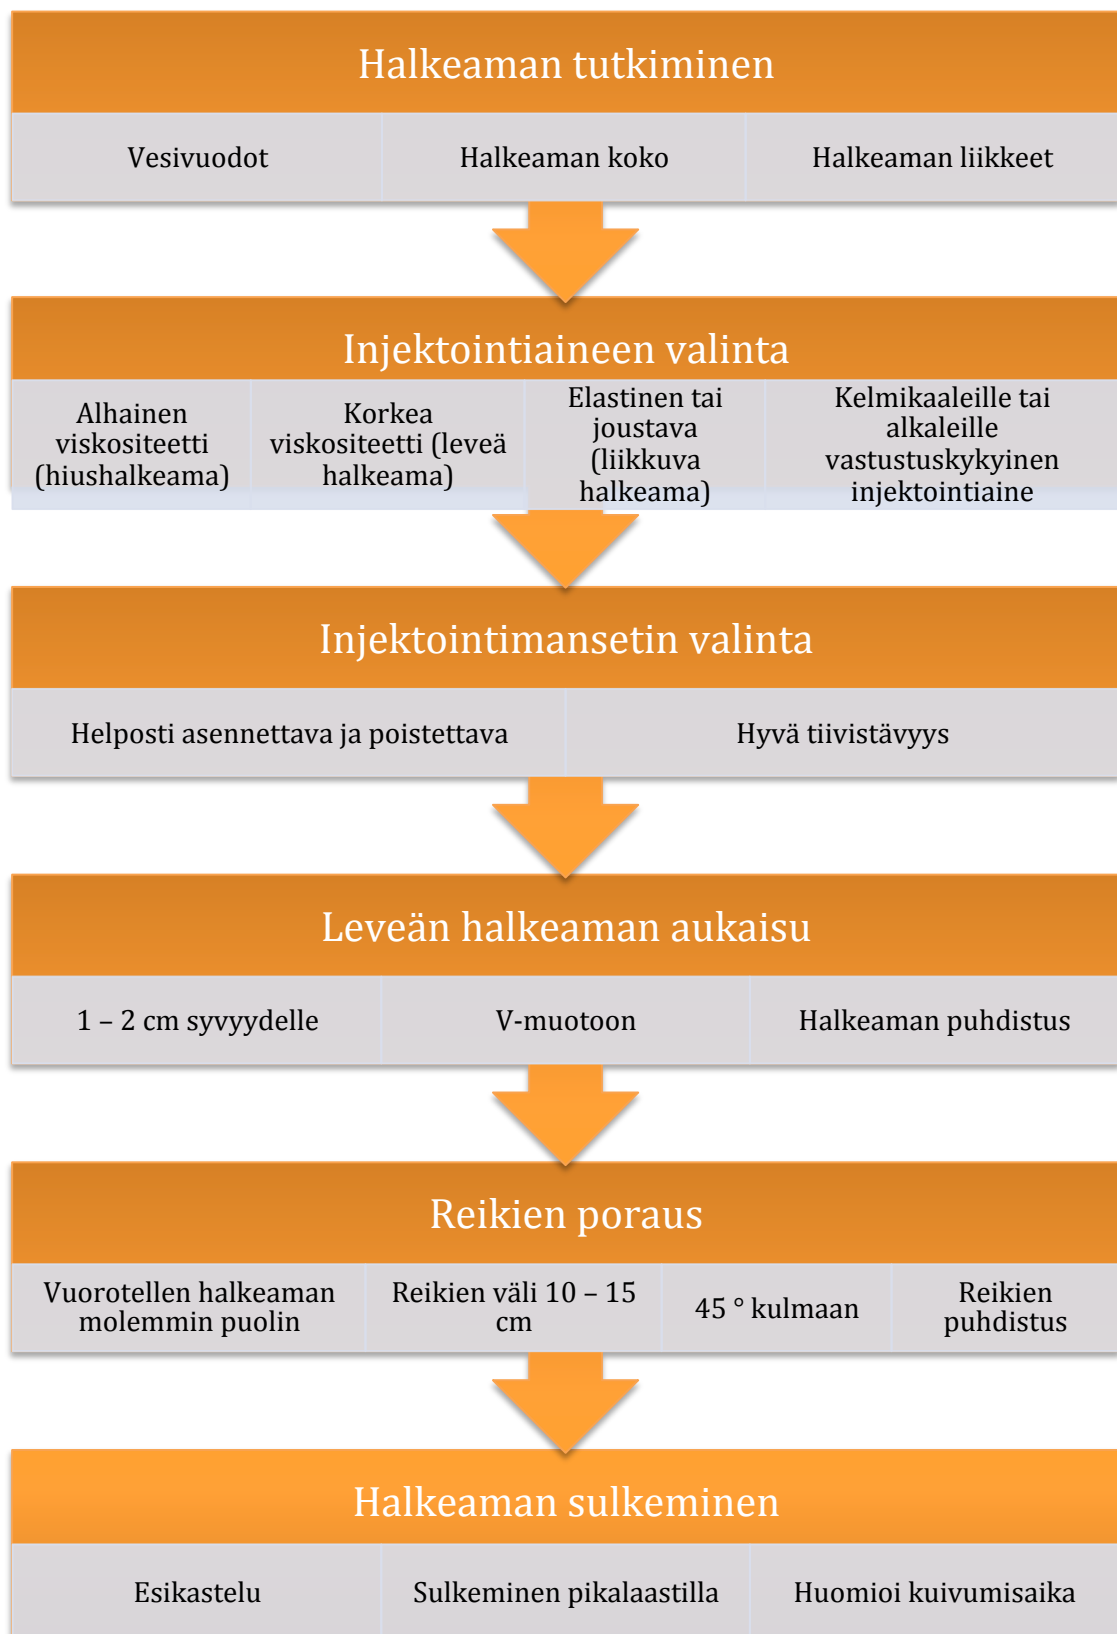 Halkeaman tutkiminen
Vesivuodot
Halkeaman koko
Halkeaman liikkeet
Injektointiaineen valinta
Alhainen
viskositeetti
(hiushalkeama)
Korkea
viskositeetti (leveä
halkeama)
Elastinen tai
joustava
(liikkuva
halkeama)
Kelmikaaleille tai
alkaleille
vastustuskykyinen
injektointiaine
Injektointimansetin valinta
Helposti asennettava ja poistettava
Hyvä tiivistävyys
Leveän halkeaman aukaisu
1 – 2 cm syvyydelle
V-muotoon
Halkeaman puhdistus
Reikien poraus
Vuorotellen halkeaman
molemmin puolin
Reikien väli 10 – 15
cm
45 ° kulmaan
Reikien
puhdistus
Halkeaman sulkeminen
Esikastelu
Sulkeminen pikalaastilla
Huomioi kuivumisaika